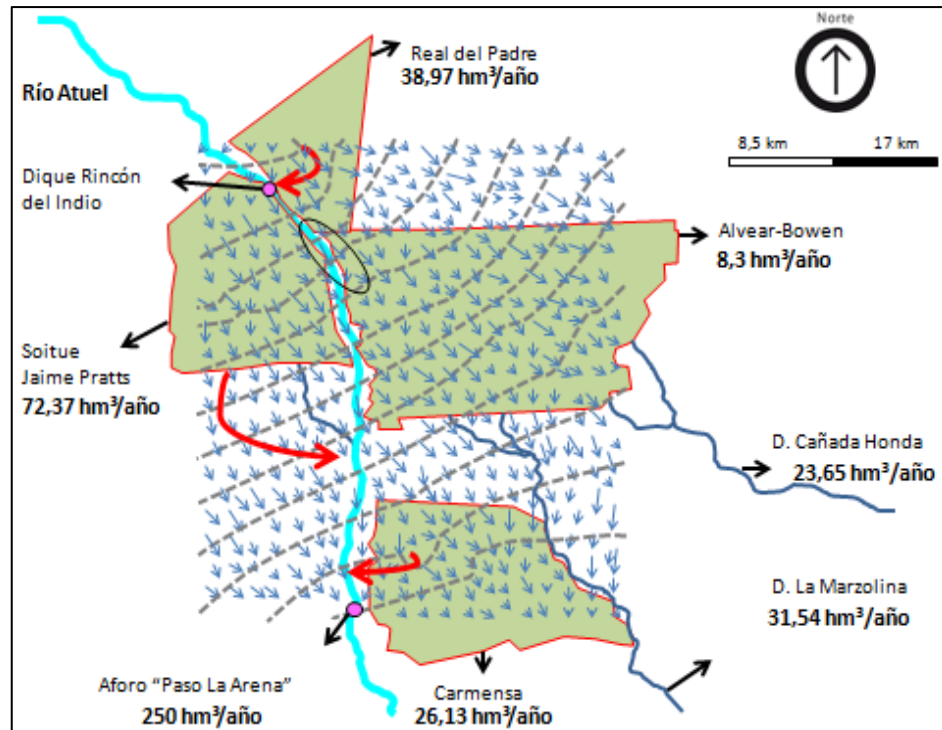 Norte
Real del Padre
38,97 hm³/año
Río Atuel
8,5 km
17 km
Dique Rincón
del Indio
Alvear-Bowen
8,3 hm³/año
Soitue
Jaime Pratts
72,37 hm³/año
D. Cañada Honda
23,65 hm³/año
D. La Marzolina
31,54 hm³/año
Aforo “Paso La Arena”
250 hm³/año
Carmensa
26,13 hm³/año